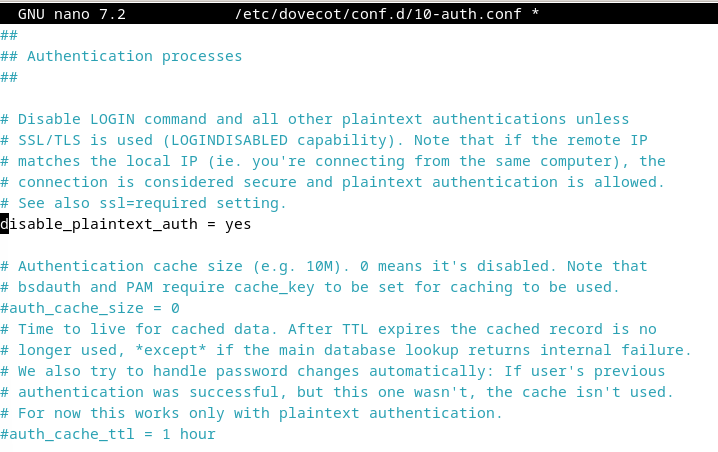 GNU nano 7.2 /etc/dovecot/conf.d/10-auth.conf *
##
## Authentication processes
##
# Disable LOGIN command and all other plaintext authentications unless
# SSL/TLS is used (LOGINDISABLED capability). Note that if the remote IP
# matches the local IP (ie. you're connecting from the same computer), the
# connection is considered secure and plaintext authentication is allowed.
# See also ssl=required setting.
disable_plaintext_auth = yes
# Authentication cache size (e.g. 10M). 0 means it's disabled. Note that
# bsdauth and PAM require cache_key to be set for caching to be used.
#auth_cache_size = 0
# Time to live for cached data. After TTL expires the cached record is no
# longer used, *except* if the main database lookup returns internal failure.
# We also try to handle password changes automatically: If user's previous
# authentication was successful, but this one wasn't, the cache isn't used.
# For now this works only with plaintext authentication.
#auth_cache_ttl = 1 hour